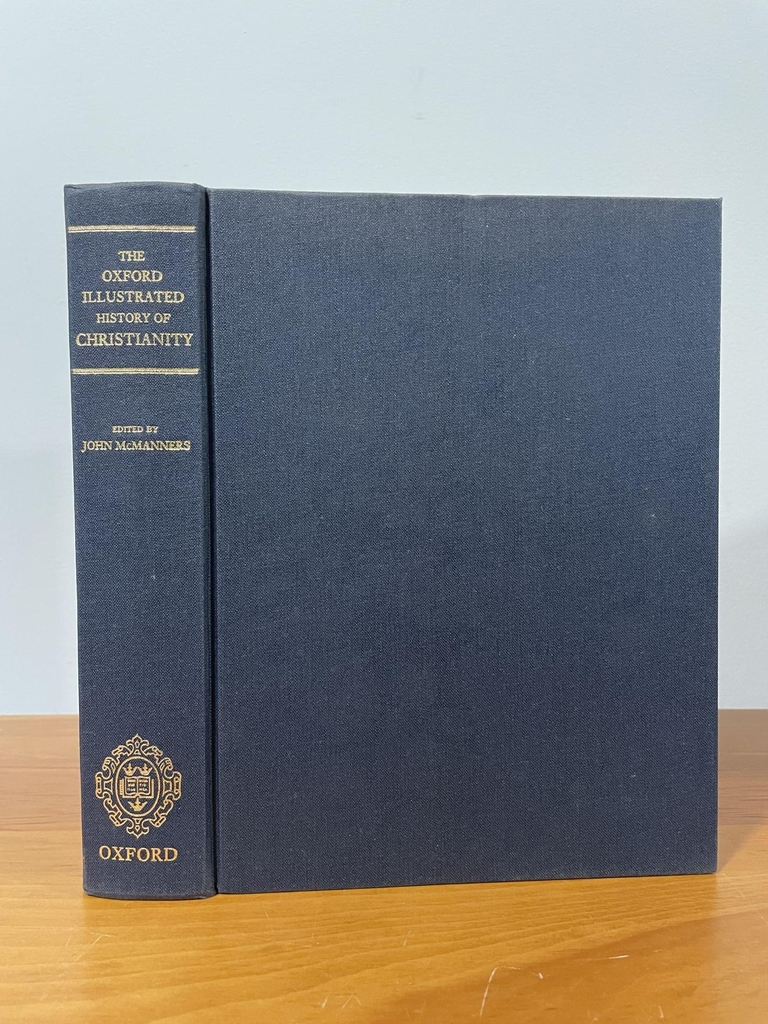 THE
OXFORD
ILLUSTRATED
HISTORY OF
CHRISTIANITY
EDITED BY
JOHN McMANNERS
OXFORD